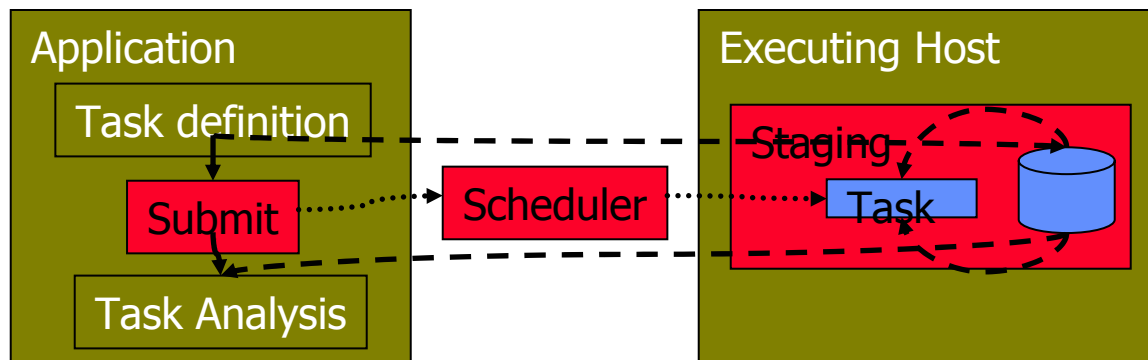 Application
Task definition
Submit
Task Analysis
Scheduler
Executing Host
Staging
Task